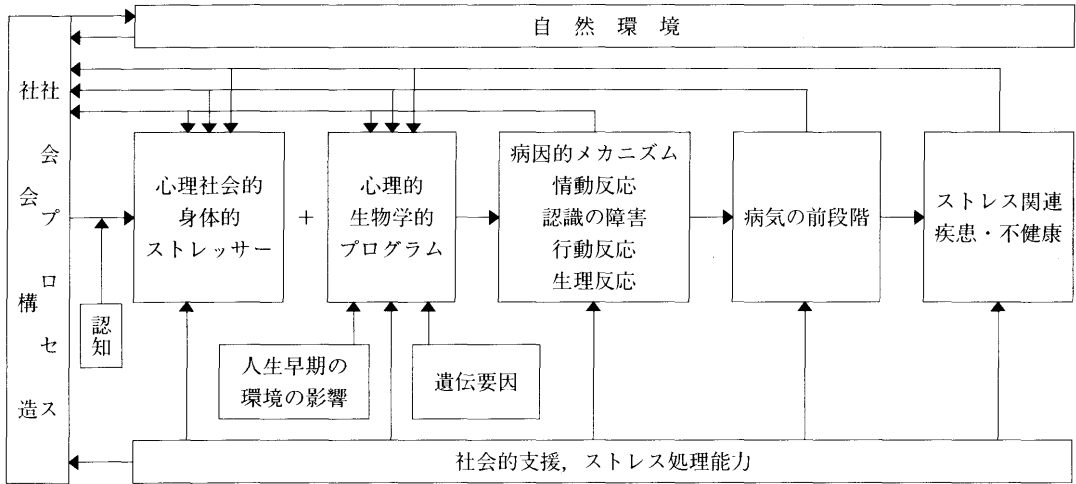 自然環境
社会構造
社会プロセス
心理社会的
身体的
ストレッサー
+
心理的
生物学的
プログラム
病因的メカニズム
情動反応
認識の障害
行動反応
生理反応
病気の前段階
ストレス関連
疾患・不健康
認知
人生早期の
環境の影響
遺伝要因
社会的支援,ストレス処理能力